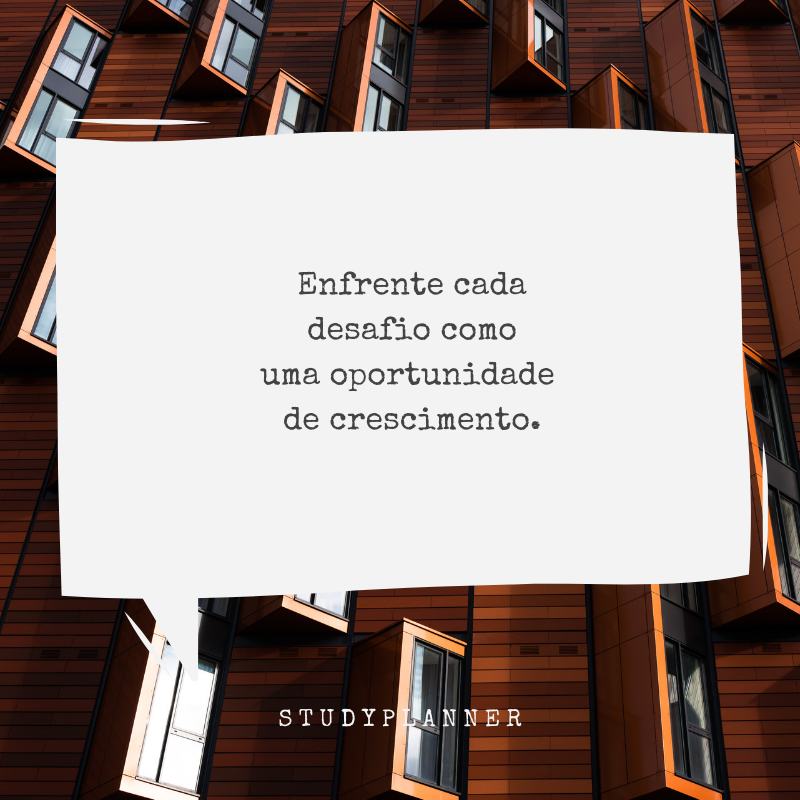 Enfrente cada
desafio como
uma oportunidade
de crescimento.
STUDYPLANNER